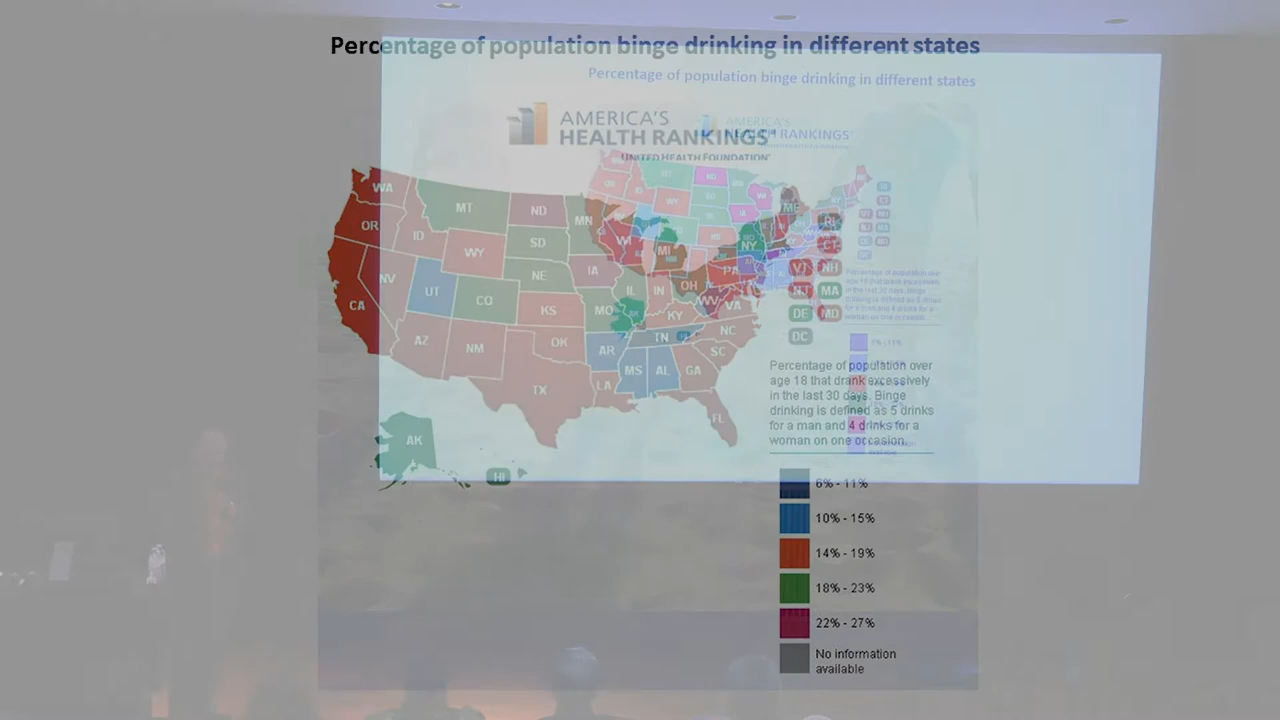 Percentage of population binge drinking in different states
Percentage of population binge drinking in different states
AMERICA'S
HEALTH RANKINGS
UNITED HEALTH FOUNDATION
AMERICA'S
HEALTH RANKINGS
WA
OR
CA
ID
NV
MT
WY
UT
AZ
ND
SD
NE
CO
NM
KS
OK
TX
MN
IA
MO
AR
LA
WI
IL
IN
MI
OH
KY
TN
MS
AL
GA
FL
SC
NC
VA
WV
PA
NY
ME
RI
CT
VT
NH
NJ
MA
DE
MD
DC
AK
HI
Percentage of population over
age 18 that drank excessively
in the last 30 days. Binge
drinking is defined as 5 drinks
for a man and 4 drinks for a
woman on one occasion.
6% - 11%
10% - 15%
14% - 19%
18% - 23%
22% - 27%
No information
available